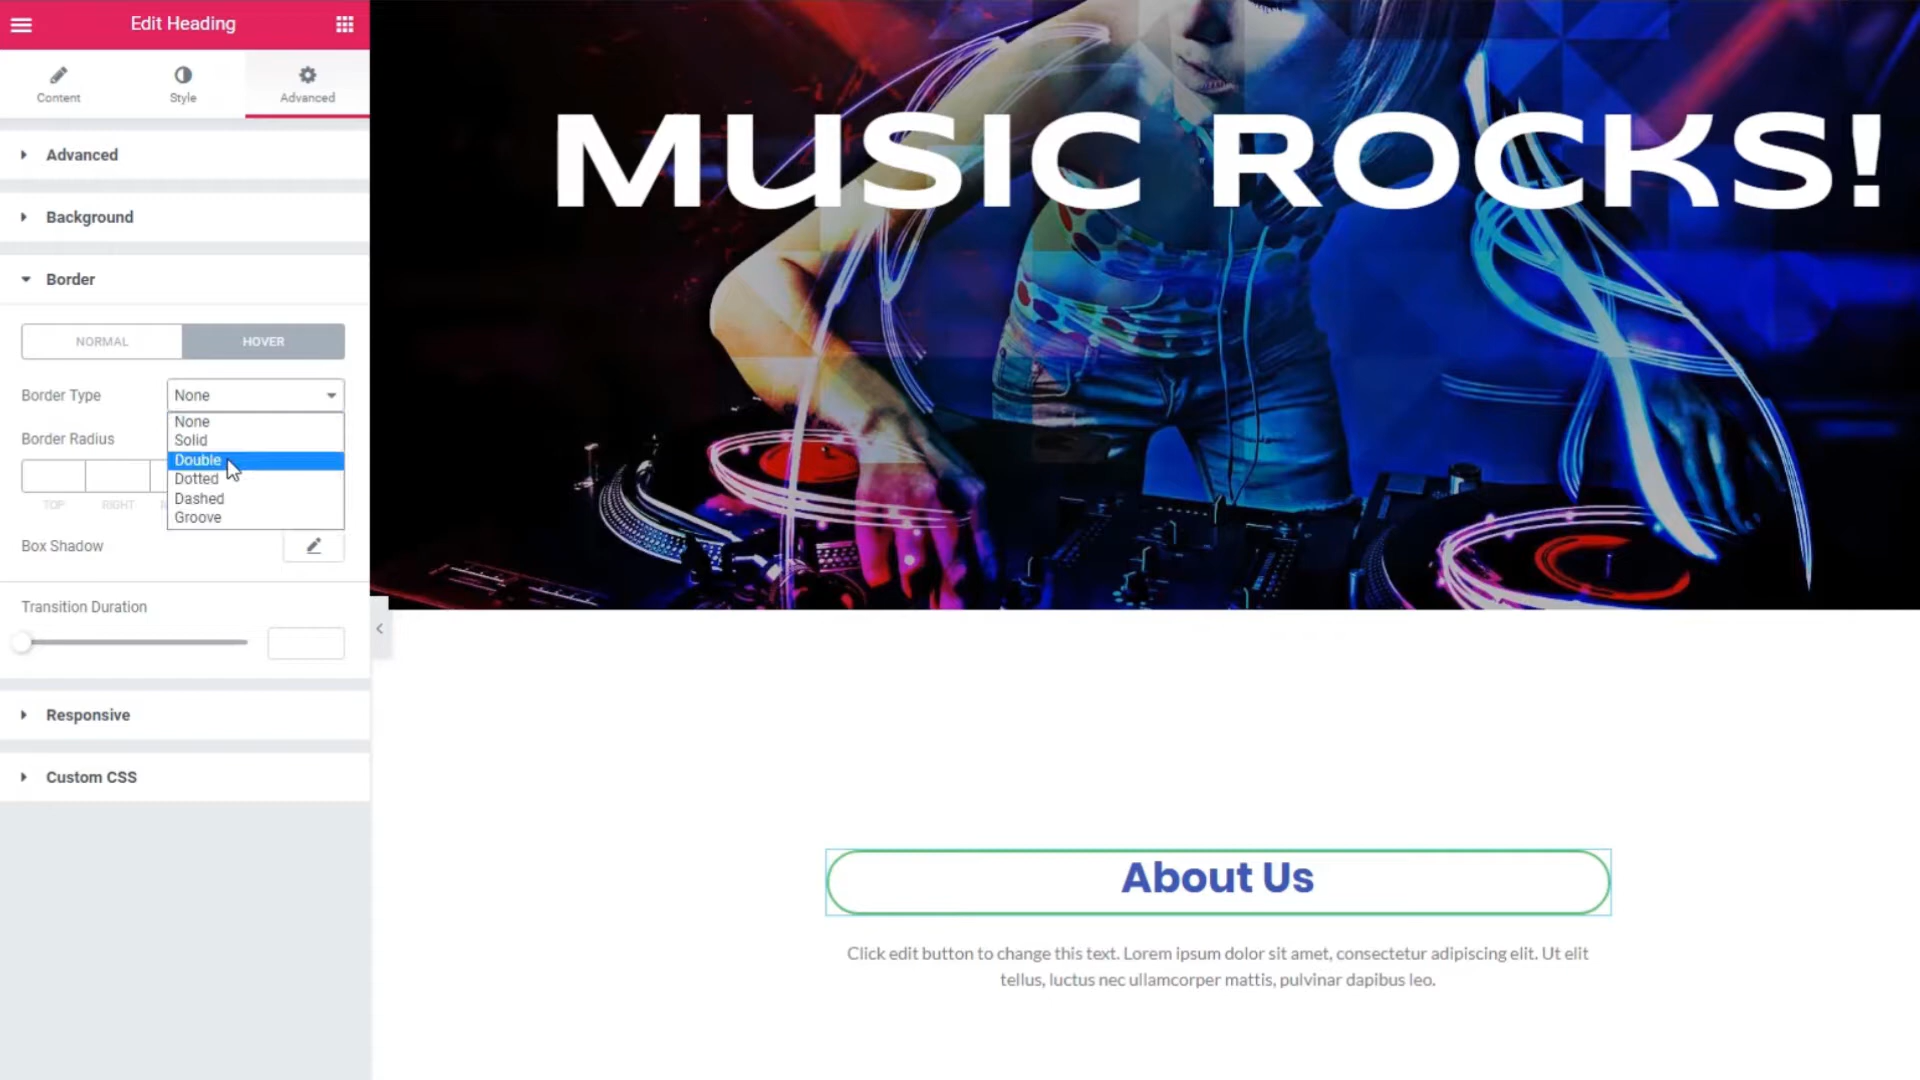 Edit Heading
Content
Style
Advanced
Advanced
Background
Border
NORMAL
HOVER
Border Type
None
None
Solid
Double
Dotted
Dashed
Groove
Border Radius
TOP
RIGHT
Box Shadow
Transition Duration
Responsive
Custom CSS
MUSIC ROCKS!
About Us
Click edit button to change this text. Lorem ipsum dolor sit amet, consectetur adipiscing elit. Ut elit
tellus, luctus nec ullamcorper mattis, pulvinar dapibus leo.